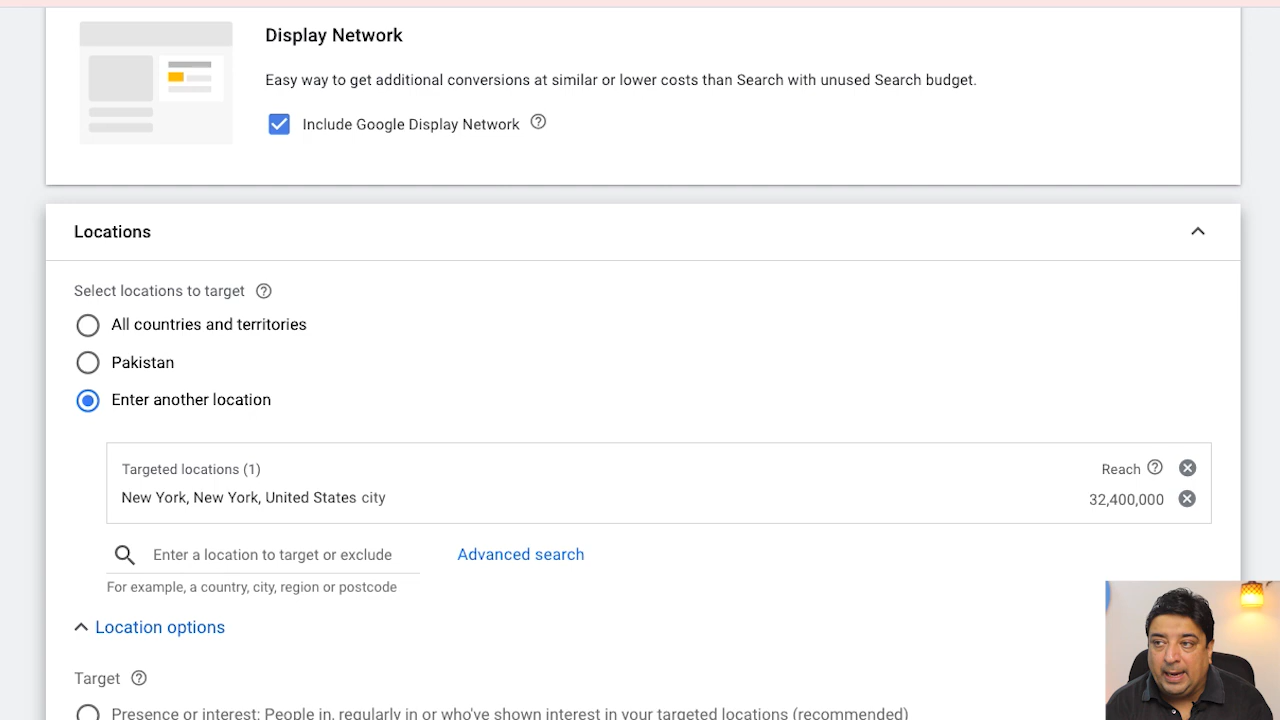 Display Network
Easy way to get additional conversions at similar or lower costs than Search with unused Search budget.
Include Google Display Network
Locations
Select locations to target
All countries and territories
Pakistan
Enter another location
Targeted locations (1) Reach
New York, New York, United States city 32,400,000
Enter a location to target or exclude Advanced search
For example, a country, city, region or postcode
Location options
Target
Presence or interest: People in, regularly in or who've shown interest in your targeted locations (recommended)